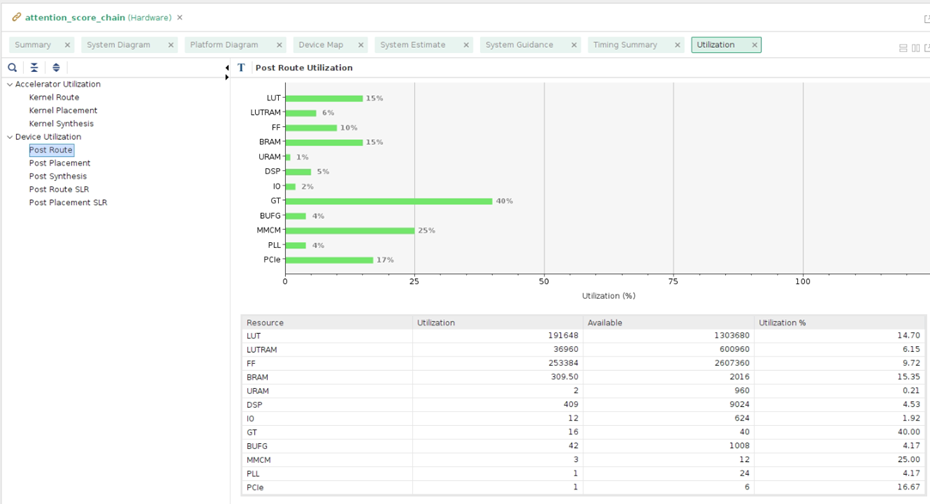 attention_score_chain (Hardware) ×
Summary × System Diagram × Platform Diagram × Device Map × System Estimate × System Guidance × Timing Summary × Utilization ×
T Post Route Utilization
Accelerator Utilization
Kernel Route
Kernel Placement
Kernel Synthesis
Device Utilization
Post Route
Post Placement
Post Synthesis
Post Route SLR
Post Placement SLR
LUT 15%
LUTRAM 6%
FF 10%
BRAM 15%
URAM 1%
DSP 5%
IO 2%
GT 40%
BUFG 4%
MMCM 25%
PLL 4%
PCIe 17%
0 25 50 75 100
Utilization (%)
Resource Utilization Available Utilization %
LUT 191648 1303680 14.70
LUTRAM 36960 600960 6.15
FF 253384 2607360 9.72
BRAM 309.50 2016 15.35
URAM 2 960 0.21
DSP 409 9024 4.53
IO 12 624 1.92
GT 16 40 40.00
BUFG 42 1008 4.17
MMCM 3 12 25.00
PLL 1 24 4.17
PCIe 1 6 16.67